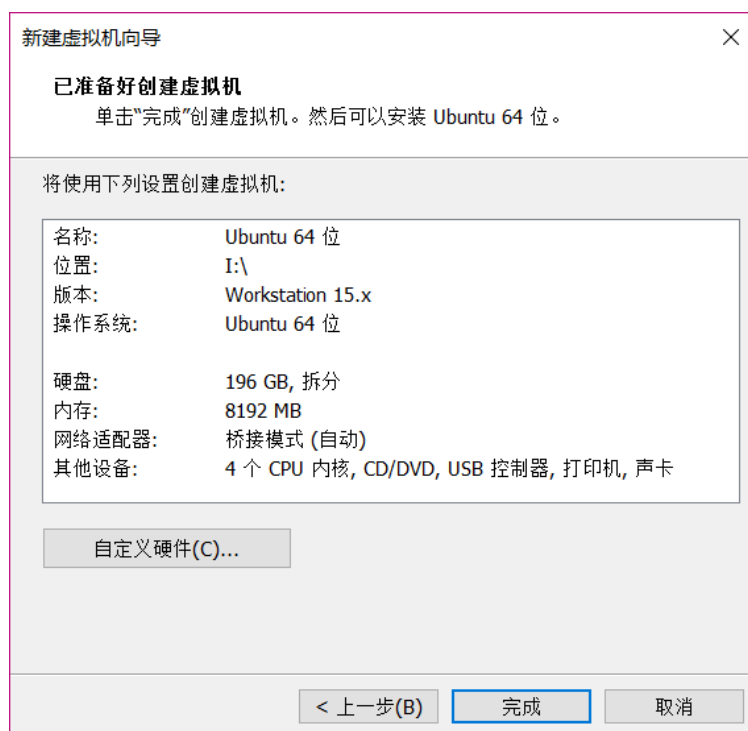 新建虚拟机向导
已准备好创建虚拟机
单击“完成”创建虚拟机。然后可以安装 Ubuntu 64 位。
将使用下列设置创建虚拟机:
名称: Ubuntu 64 位
位置: I:\
版本: Workstation 15.x
操作系统: Ubuntu 64 位
硬盘: 196 GB, 拆分
内存: 8192 MB
网络适配器: 桥接模式 (自动)
其他设备: 4 个 CPU 内核, CD/DVD, USB 控制器, 打印机, 声卡
自定义硬件(C)...
< 上一步(B) 完成 取消